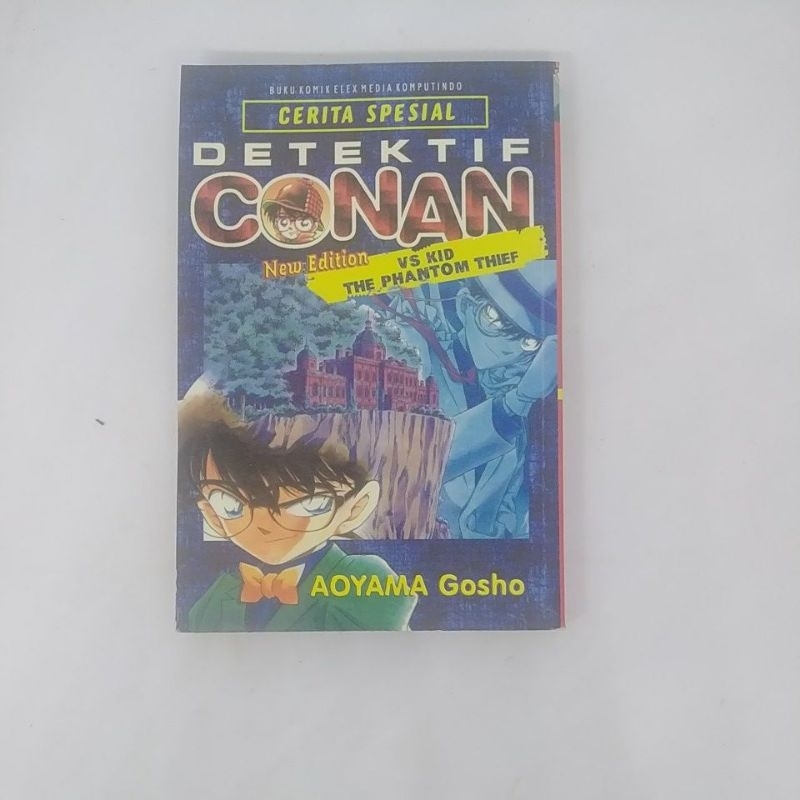 BUKU KOMIK ELEX MEDIA KOMPUTINDO
CERITA SPESIAL
DETEKTIF
CONAN
New Edition
VS KID
THE PHANTOM THIEF
AOYAMA Gosho